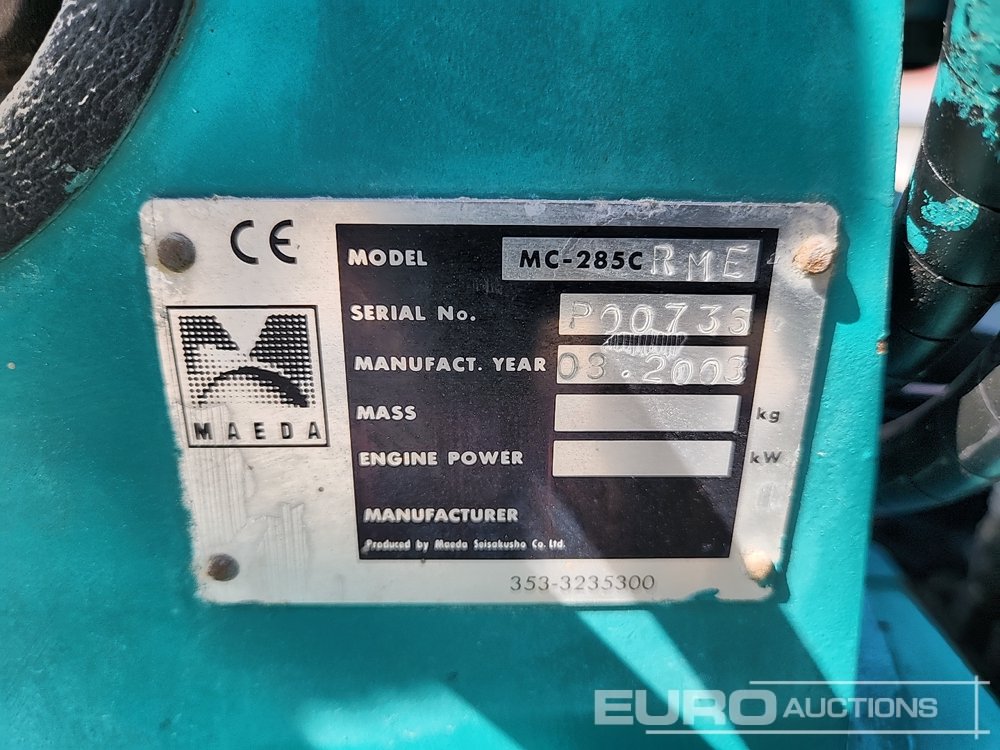 CE
MAEDA
MODEL MC-285C RME
SERIAL No. P00736
MANUFACT. YEAR 03.2003
MASS kg
ENGINE POWER kW
MANUFACTURER
Produced by Maeda Seisakusho Co. Ltd.
353-3235300
EURO AUCTIONS